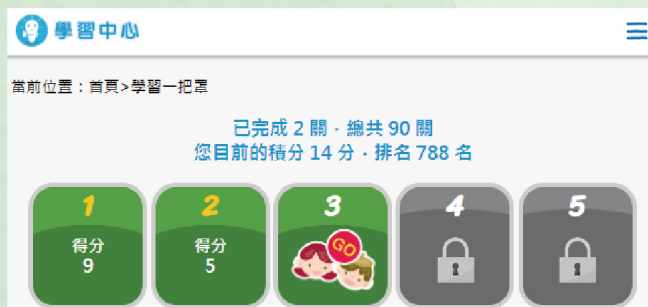 學習中心
當前位置：首頁>學習一把罩
已完成 2 關．總共 90 關
您目前的積分 14 分．排名 788 名
1 2 3 4 5
得分 得分 GO
9 5